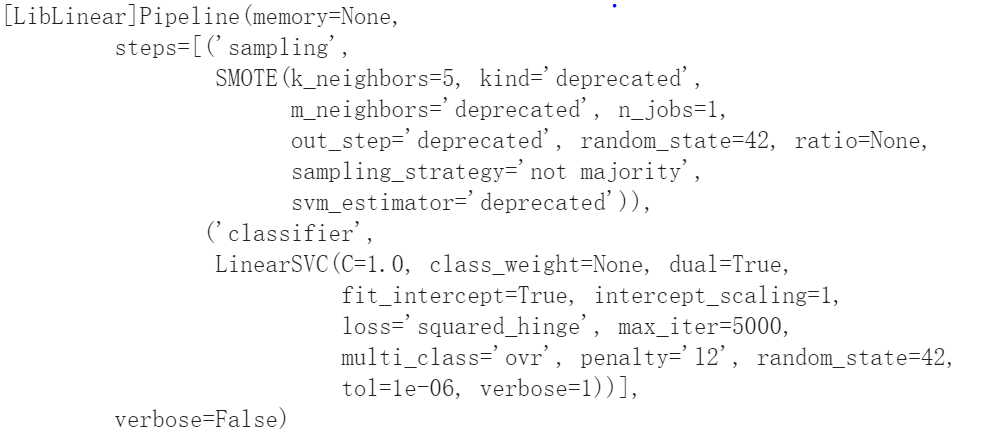 [LibLinear]Pipeline(memory=None,
steps=[('sampling',
SMOTE(k_neighbors=5, kind='deprecated',
m_neighbors='deprecated', n_jobs=1,
out_step='deprecated', random_state=42, ratio=None,
sampling_strategy='not majority',
svm_estimator='deprecated')),
('classifier',
LinearSVC(C=1.0, class_weight=None, dual=True,
fit_intercept=True, intercept_scaling=1,
loss='squared_hinge', max_iter=5000,
multi_class='ovr', penalty='l2', random_state=42,
tol=1e-06, verbose=1))],
verbose=False)